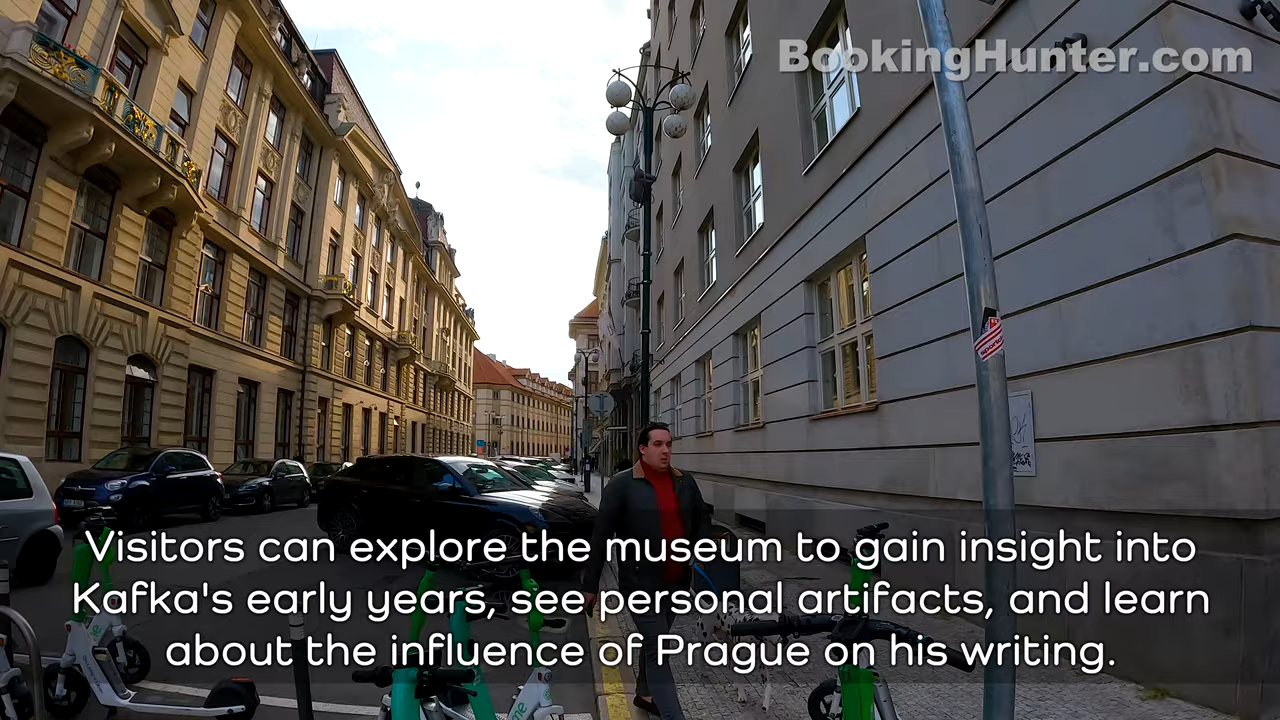 BookingHunter.com
Visitors can explore the museum to gain insight into
Kafka's early years, see personal artifacts, and learn
about the influence of Prague on his writing.